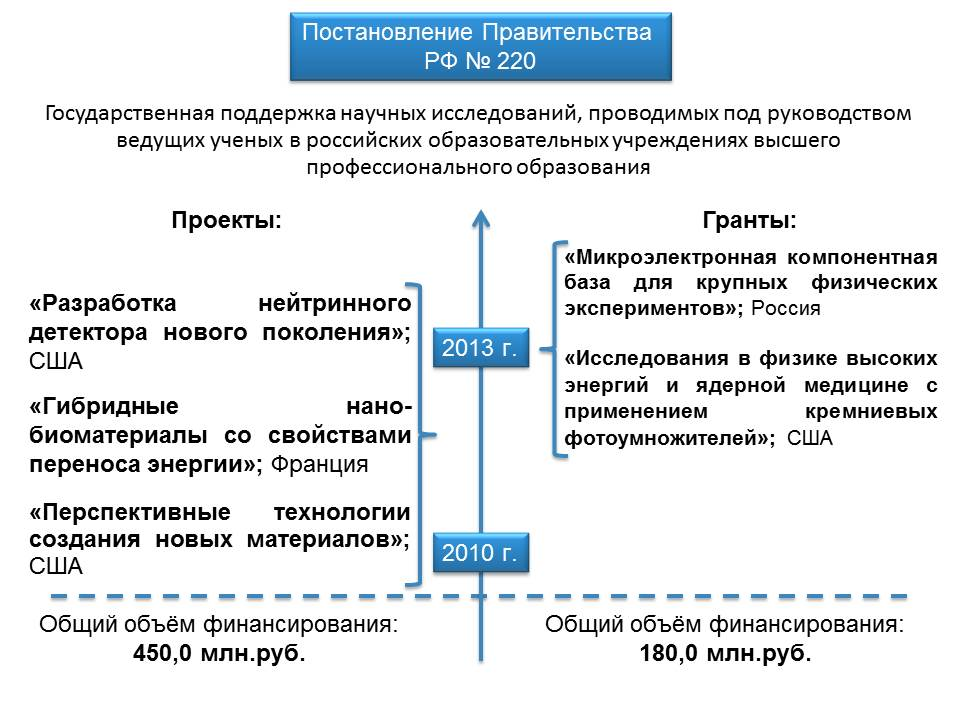 Постановление Правительства
РФ № 220
Государственная поддержка научных исследований, проводимых под руководством
ведущих ученых в российских образовательных учреждениях высшего
профессионального образования
Проекты:
«Разработка нейтринного
детектора нового поколения»;
США
«Гибридные нано-
биоматериалы со свойствами
переноса энергии»; Франция
«Перспективные технологии
создания новых материалов»;
США
2013 г.
2010 г.
Гранты:
«Микроэлектронная компонентная
база для крупных физических
экспериментов»; Россия
«Исследования в физике высоких
энергий и ядерной медицине с
применением кремниевых
фотоумножителей»; США
Общий объём финансирования:
450,0 млн.руб.
Общий объём финансирования:
180,0 млн.руб.